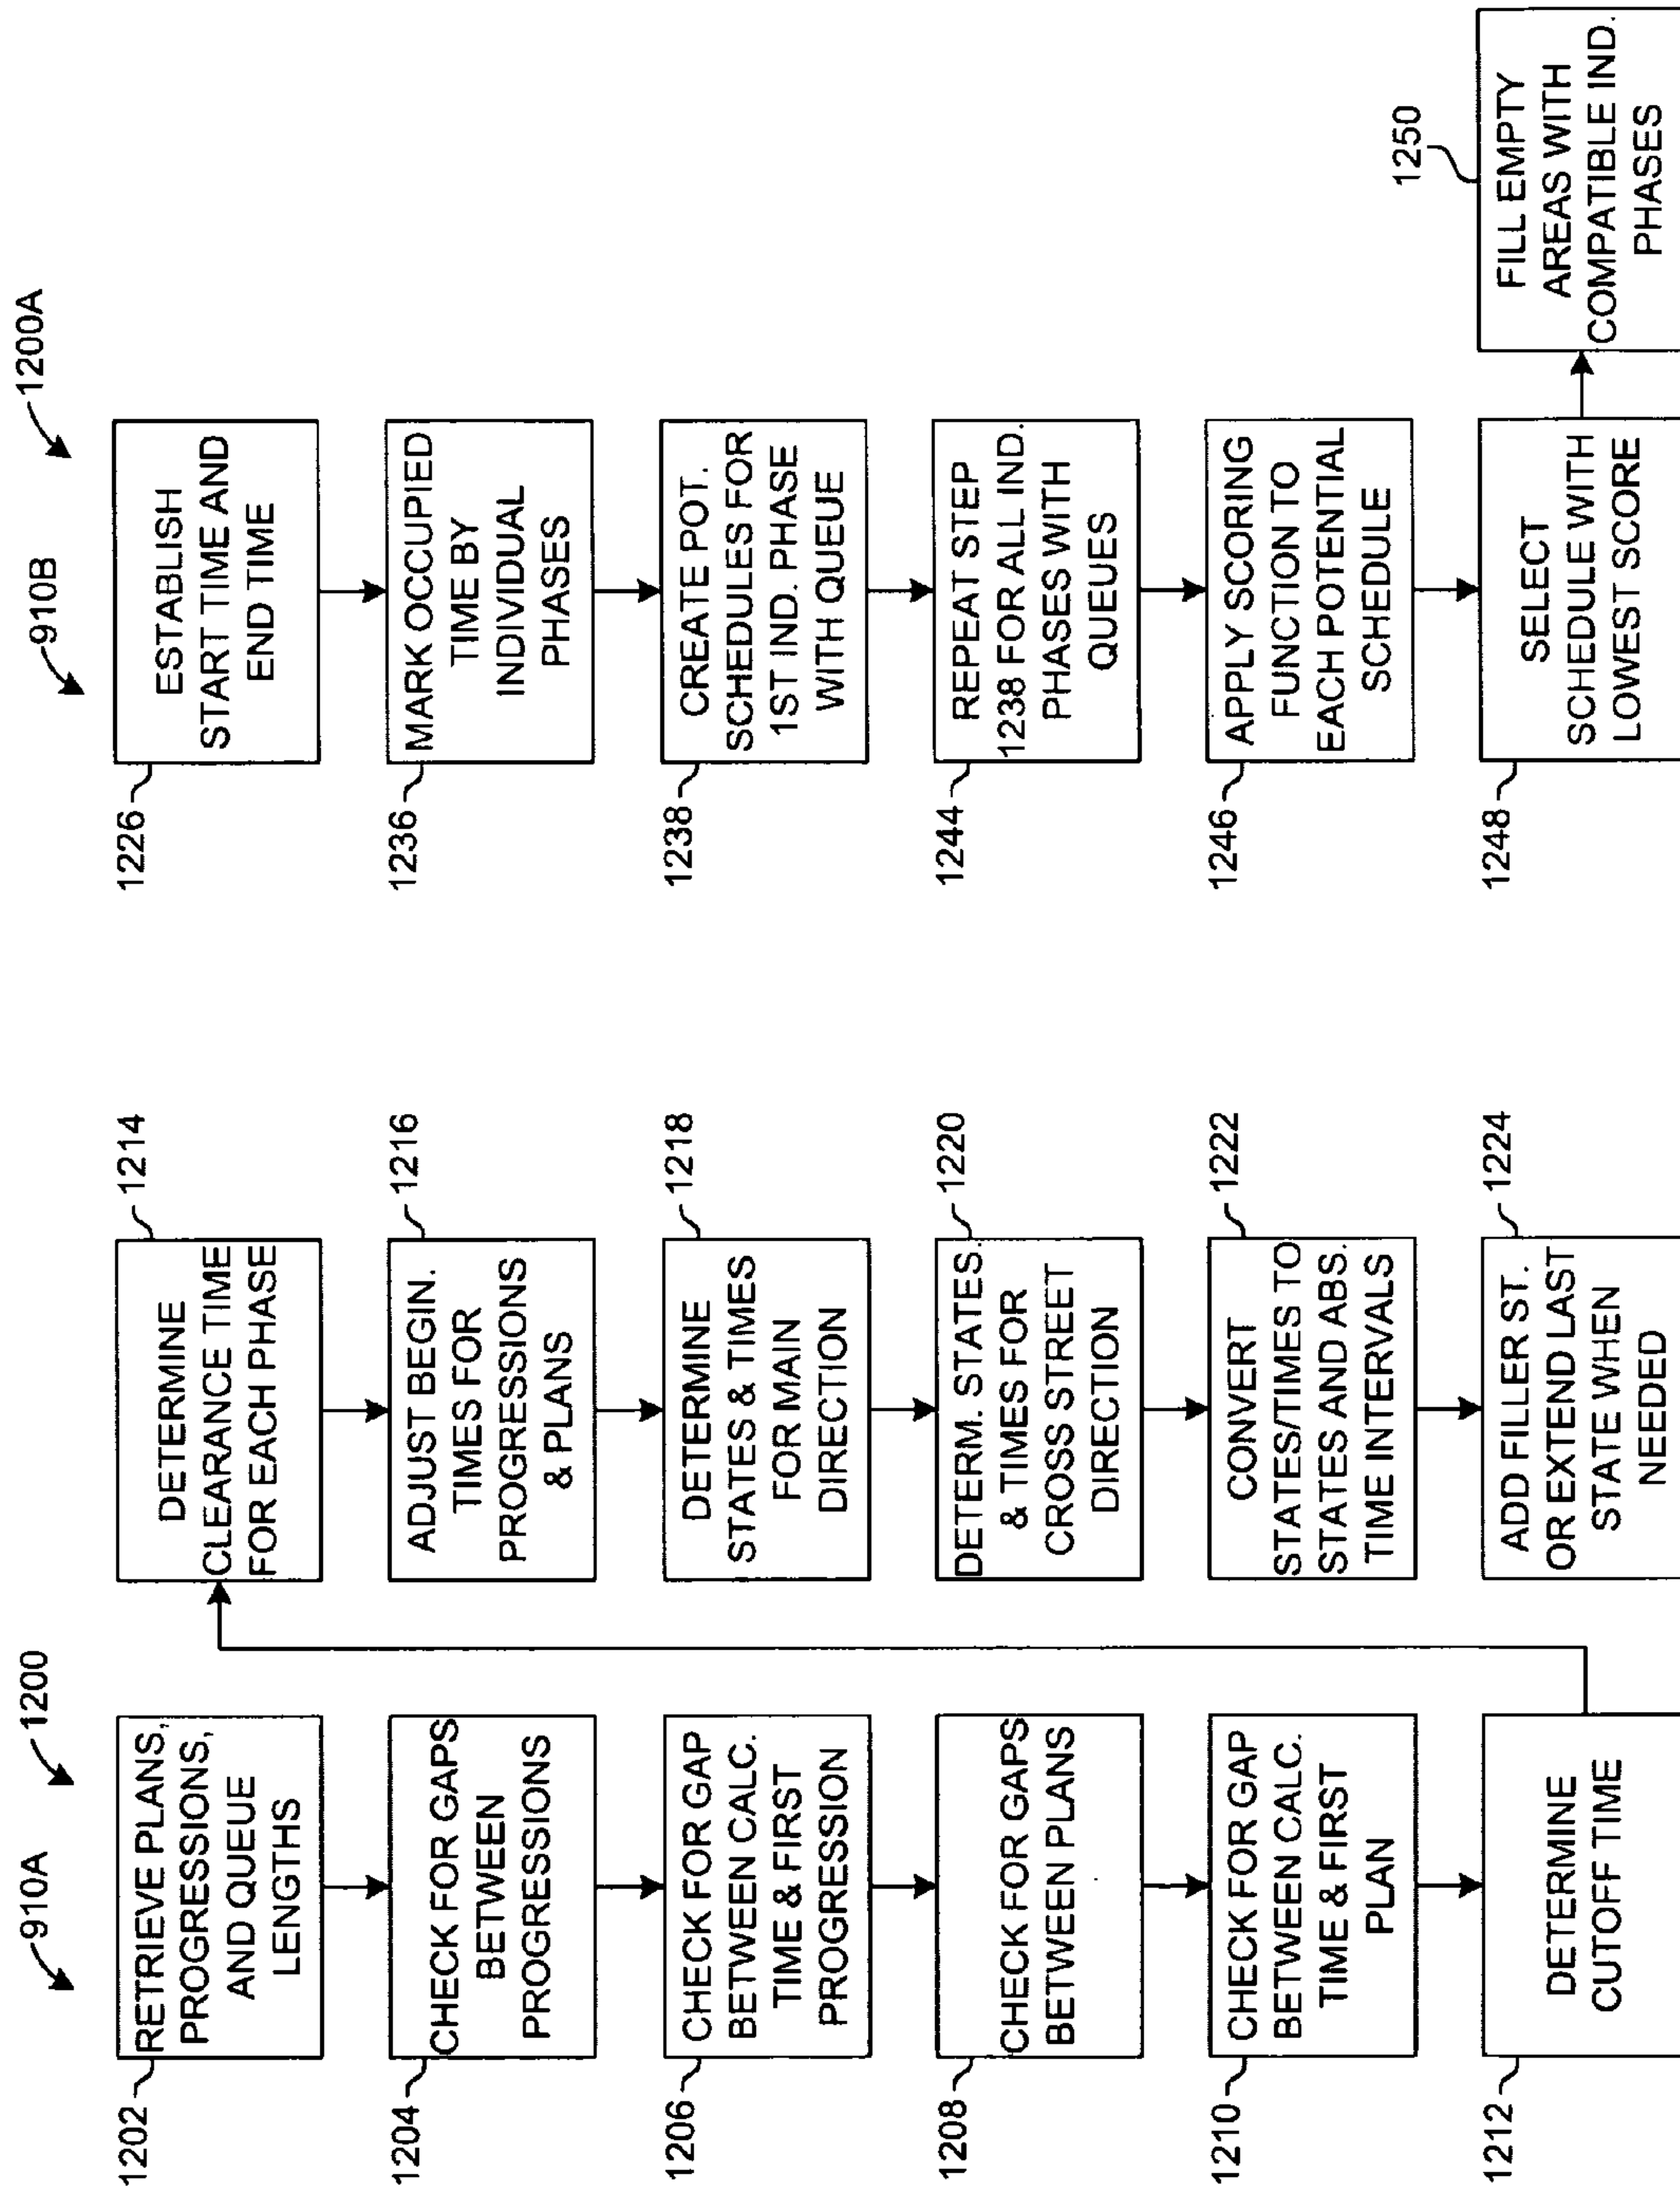 910A
1200
1202
RETRIEVE PLANS,
PROGRESSIONS,
AND QUEUE
LENGTHS
1204
CHECK FOR GAPS
BETWEEN
PROGRESSIONS
1206
CHECK FOR GAP
BETWEEN CALC.
TIME & FIRST
PROGRESSION
1208
CHECK FOR GAPS
BETWEEN PLANS
1210
CHECK FOR GAP
BETWEEN CALC.
TIME & FIRST
PLAN
1212
DETERMINE
CUTOFF TIME
1214
DETERMINE
CLEARANCE TIME
FOR EACH PHASE
1216
ADJUST BEGIN.
TIMES FOR
PROGRESSIONS
& PLANS
1218
DETERMINE
STATES & TIMES
FOR MAIN
DIRECTION
1220
DETERM. STATES.
& TIMES FOR
CROSS STREET
DIRECTION
1222
CONVERT
STATES/TIMES TO
STATES AND ABS.
TIME INTERVALS
1224
ADD FILLER ST.
OR EXTEND LAST
STATE WHEN
NEEDED
910B
1200A
1226
ESTABLISH
START TIME AND
END TIME
1236
MARK OCCUPIED
TIME BY
INDIVIDUAL
PHASES
1238
CREATE POT.
SCHEDULES FOR
1ST IND. PHASE
WITH QUEUE
1244
REPEAT STEP
1238 FOR ALL IND.
PHASES WITH
QUEUES
1246
APPLY SCORING
FUNCTION TO
EACH POTENTIAL
SCHEDULE
1248
SELECT
SCHEDULE WITH
LOWEST SCORE
1250
FILL EMPTY
AREAS WITH
COMPATIBLE IND.
PHASES